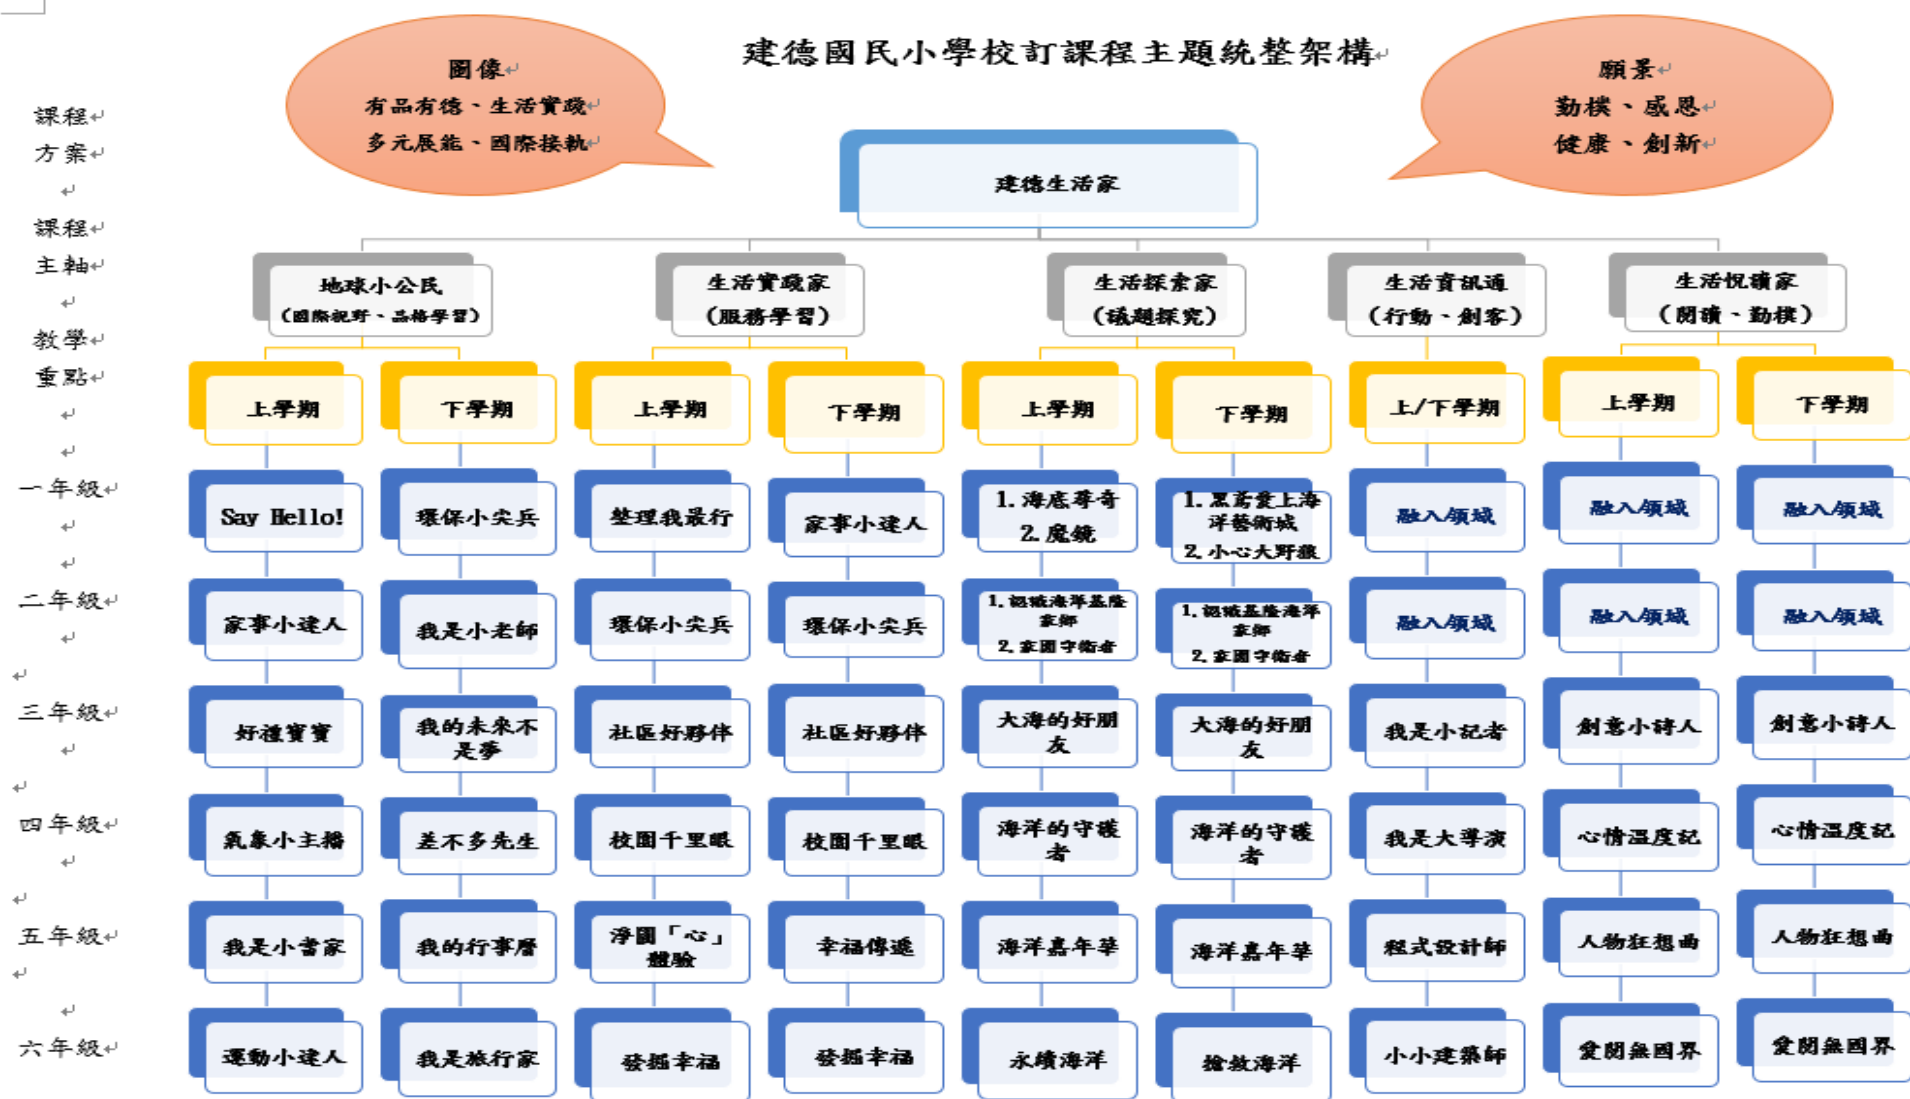 建德國民小學校訂課程主題統整架構
圖像
有品有德、生活實踐
多元展能、國際接軌
願景
勤樸、感恩
健康、創新
建德生活家
課程
方案
課程
主軸
地球小公民
(國際視野、品格學習)
生活實踐家
(服務學習)
生活探索家
(議題探究)
生活資訊通
(行動、創客)
生活悅讀家
(閱讀、勤樸)
教學
重點
上學期
下學期
上學期
下學期
上學期
下學期
上/下學期
上學期
下學期
一年級
Say Hello!
環保小尖兵
整理我最行
家事小達人
1. 海底尋奇
2. 魔鏡
1. 黑鳶愛上海
洋藝術城
2. 小心大野狼
融入領域
融入領域
融入領域
二年級
家事小達人
我是小老師
環保小尖兵
環保小尖兵
1. 認識海洋基隆
家鄉
2. 家園守衛者
1. 認識基隆海洋
家鄉
2. 家園守衛者
融入領域
融入領域
融入領域
三年級
好禮寶寶
我的未來不
是夢
社區好夥伴
社區好夥伴
大海的好朋
友
大海的好朋
友
我是小記者
創意小詩人
創意小詩人
四年級
氣象小主播
差不多先生
校園千里眼
校園千里眼
海洋的守護
者
海洋的守護
者
我是大導演
心情溫度記
心情溫度記
五年級
我是小當家
我的行事曆
淨園「心」
體驗
幸福傳遞
海洋嘉年華
海洋嘉年華
程式設計師
人物狂想曲
人物狂想曲
六年級
運動小達人
我是旅行家
發掘幸福
發掘幸福
永續海洋
搶救海洋
小小建築師
愛閱無國界
愛閱無國界